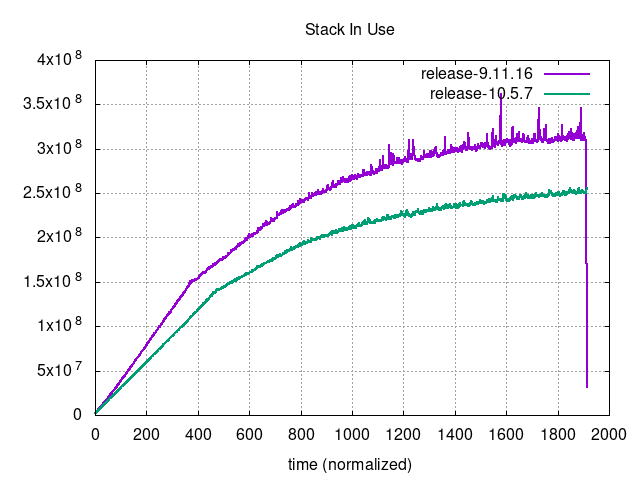 Stack In Use
4x10^8
3.5x10^8
3x10^8
2.5x10^8
2x10^8
1.5x10^8
1x10^8
5x10^7
0
release-9.11.16
release-10.5.7
0 200 400 600 800 1000 1200 1400 1600 1800 2000
time (normalized)